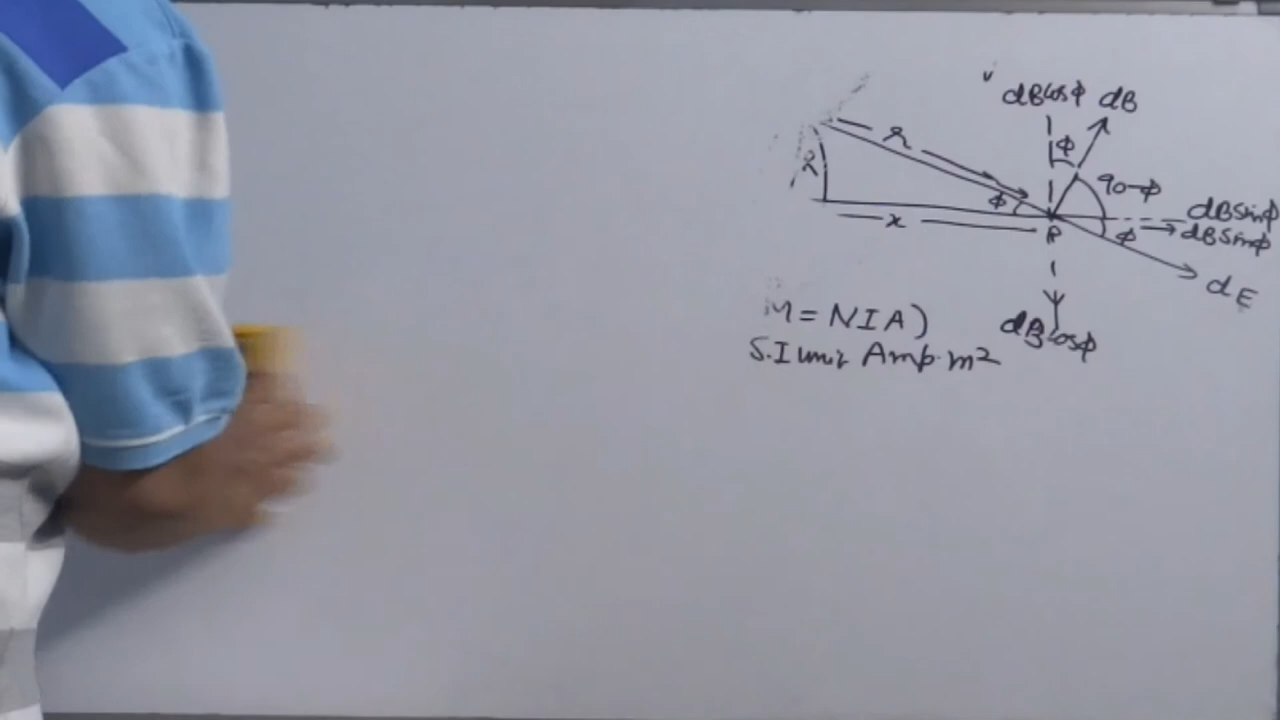 dBcosϕ dB
ϕ
r
90-ϕ
ϕ
dBsinϕ
x
P
ϕ
dBsinϕ
dE
M = NIA)
dBcosϕ
S.I unit Amp.m2